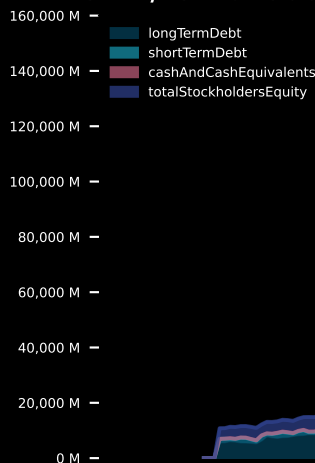 160,000 M
longTermDebt
shortTermDebt
140,000 M
cashAndCashEquivalents
totalStockholdersEquity
120,000 M
100,000 M
80,000 M
60,000 M
40,000 M
20,000 M
0 M